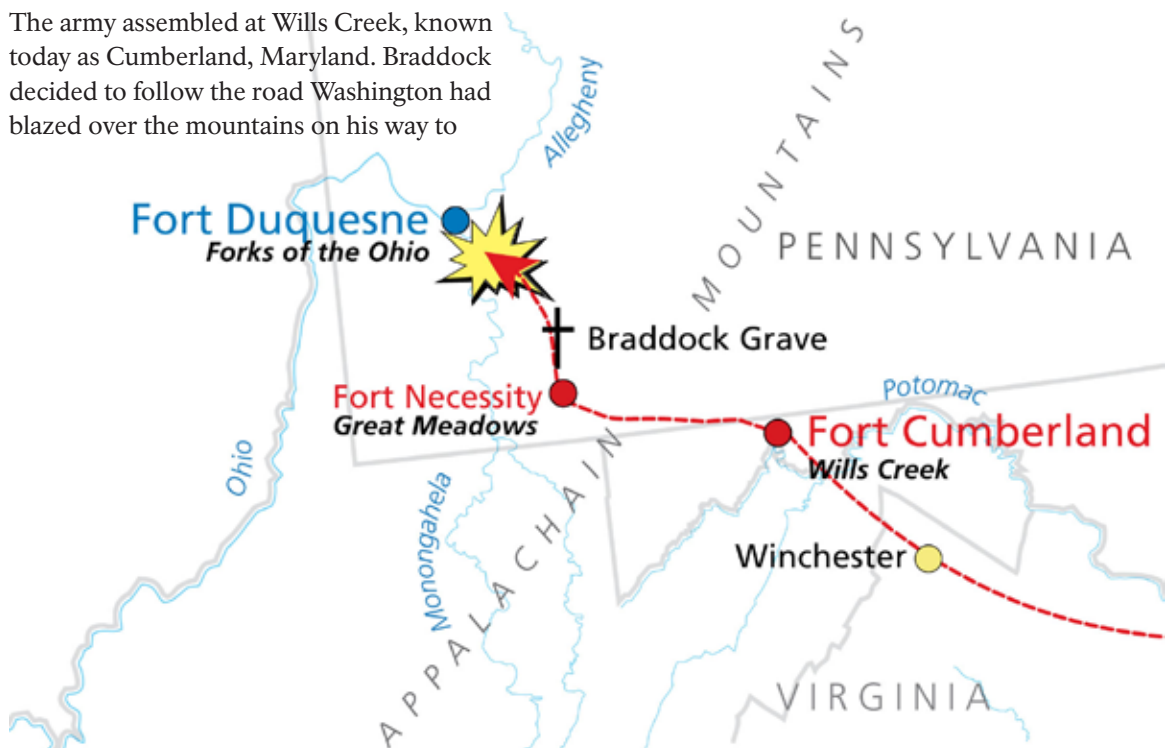 The army assembled at Wills Creek, known
today as Cumberland, Maryland. Braddock
decided to follow the road Washington had
blazed over the mountains on his way to
Allegheny
MOUNTAINS
Fort Duquesne
Forks of the Ohio
PENNSYLVANIA
Braddock Grave
Fort Necessity
Great Meadows
Potomac
Fort Cumberland
Wills Creek
Ohio
Monongahela
APPALACHAIN
Winchester
VIRGINIA